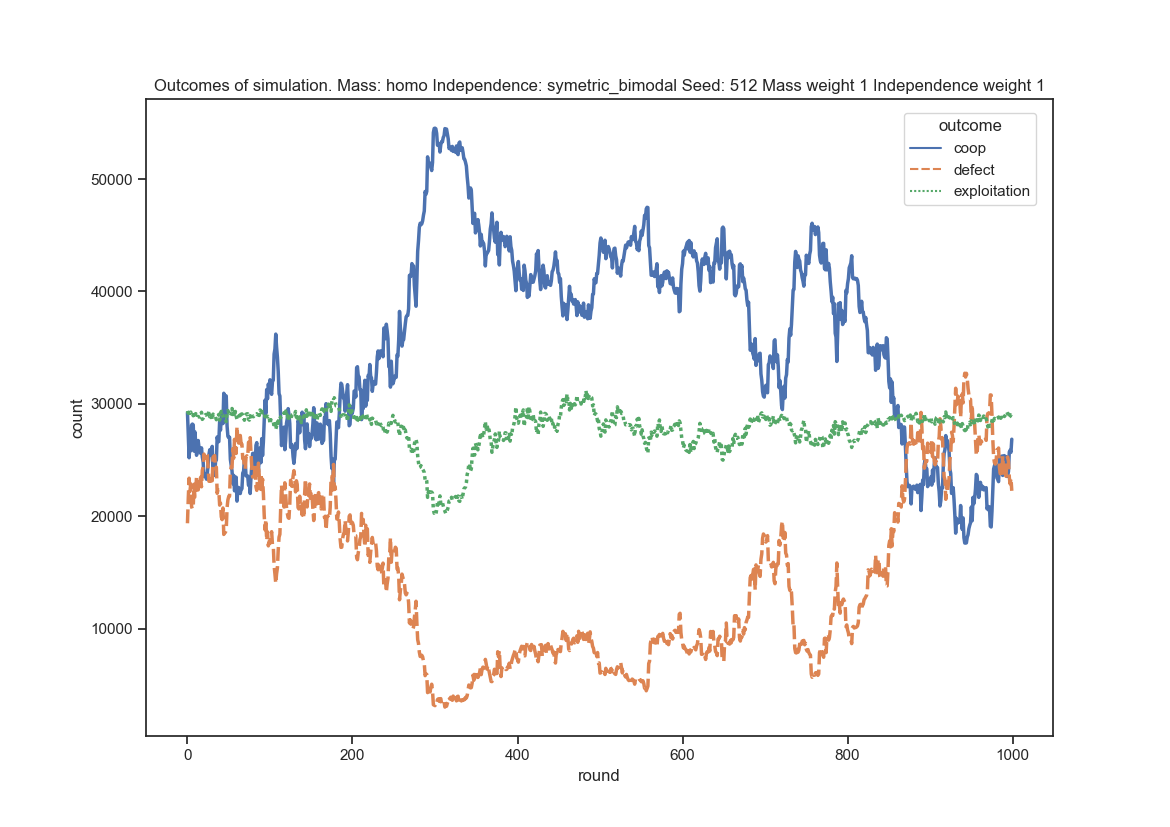 Outcomes of simulation. Mass: homo Independence: symetric_bimodal Seed: 512 Mass weight 1 Independence weight 1
outcome
coop
defect
exploitation
count
50000
40000
30000
20000
10000
0 200 400 600 800 1000
round